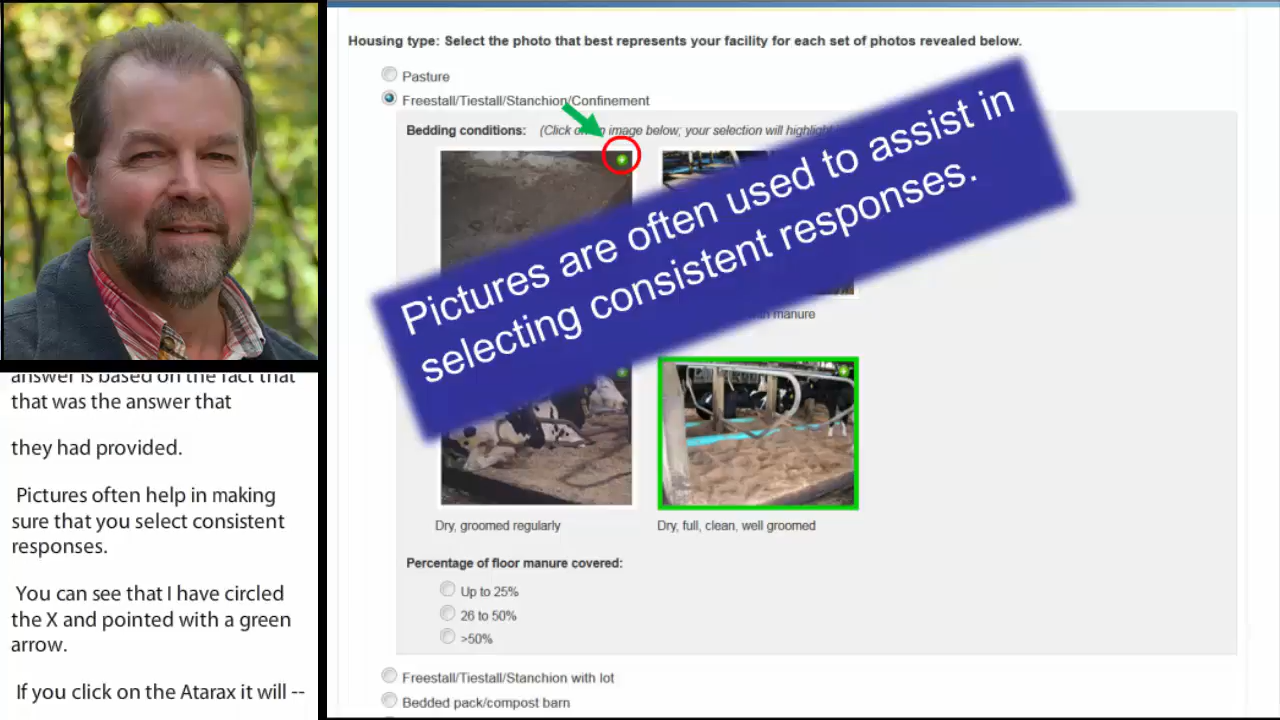 answer is based on the fact that
that was the answer that
they had provided.
Pictures often help in making
sure that you select consistent
responses.
You can see that I have circled
the X and pointed with a green
arrow.
If you click on the Atarax it will --
Housing type: Select the photo that best represents your facility for each set of photos revealed below.
Pasture
Freestall/Tiestall/Stanchion/Confinement
Bedding conditions: (Click on an image below; your selection will highlight
Pictures are often used to assist in
selecting consistent responses.
manure
Dry, groomed regularly
Dry, full, clean, well groomed
Percentage of floor manure covered:
Up to 25%
26 to 50%
>50%
Freestall/Tiestall/Stanchion with lot
Bedded pack/compost barn